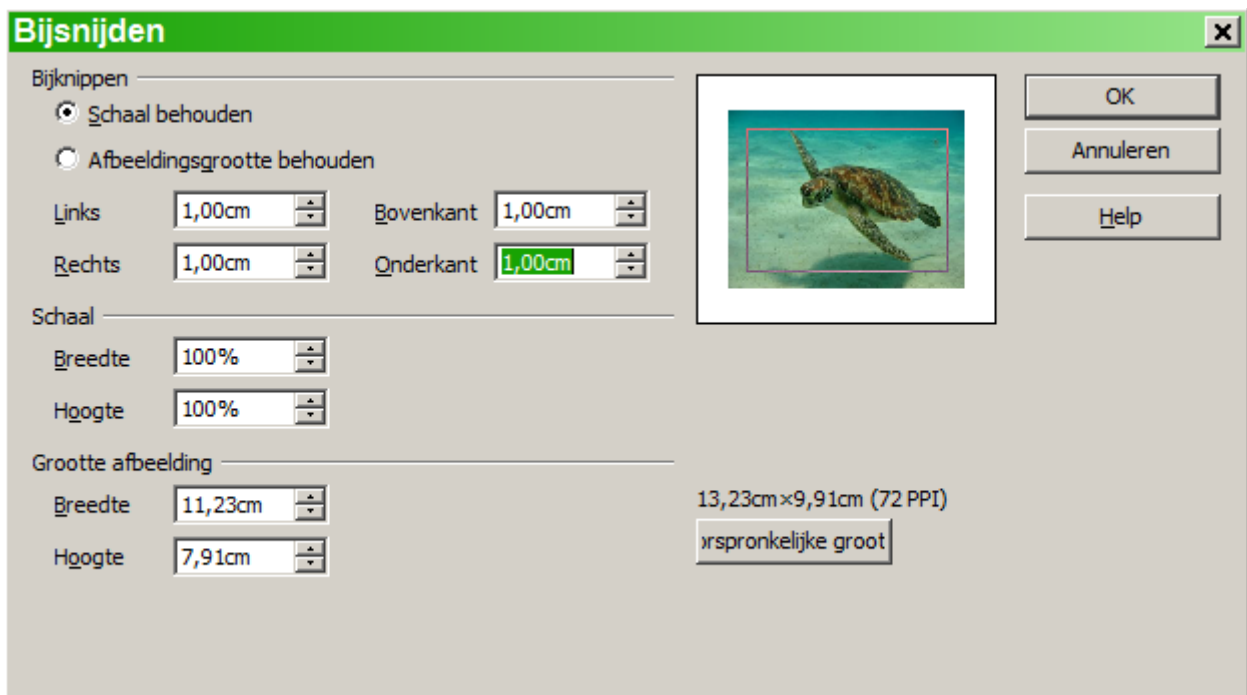 Bijsnijden
Bijknippen
Schaal behouden
Afbeeldingsgrootte behouden
Links 1,00cm Bovenkant 1,00cm
Rechts 1,00cm Onderkant 1,00cm
Schaal
Breedte 100%
Hoogte 100%
Grootte afbeelding
Breedte 11,23cm
Hoogte 7,91cm
13,23cm×9,91cm (72 PPI)
orspronkelijke groot
OK
Annuleren
Help